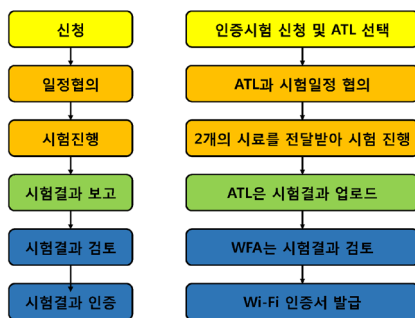 신청
인증시험 신청 및 ATL 선택
일정협의
ATL과 시험일정 협의
시험진행
2개의 시료를 전달받아 시험 진행
시험결과 보고
ATL은 시험결과 업로드
시험결과 검토
WFA는 시험결과 검토
시험결과 인증
Wi-Fi 인증서 발급